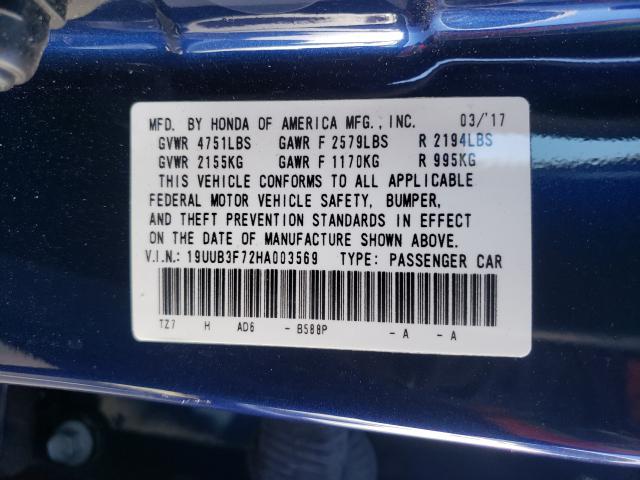 MFD. BY HONDA OF AMERICA MFG., INC. 03/'17
GVWR 4751LBS GAWR F 2579LBS R 2194LBS
GVWR 2155KG GAWR F 1170KG R 995KG
THIS VEHICLE CONFORMS TO ALL APPLICABLE
FEDERAL MOTOR VEHICLE SAFETY, BUMPER,
AND THEFT PREVENTION STANDARDS IN EFFECT
ON THE DATE OF MANUFACTURE SHOWN ABOVE.
V.I.N.: 19UUB3F72HA003569 TYPE: PASSENGER CAR
TZ7 H AD6 - B588P - A - A